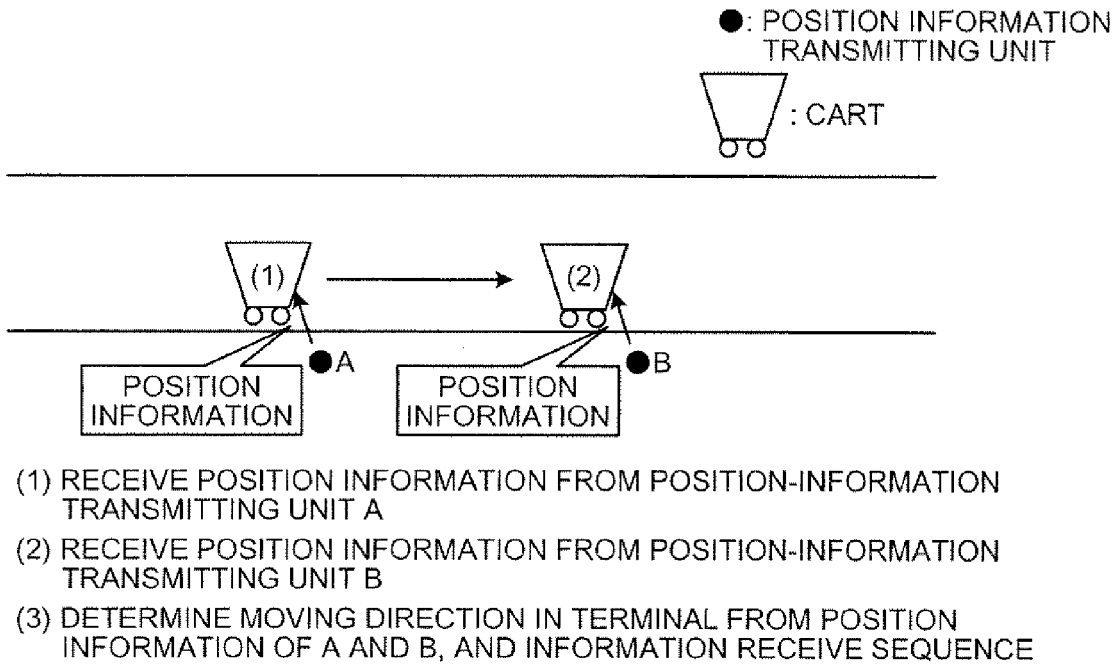 ●: POSITION INFORMATION
TRANSMITTING UNIT
: CART
(1)
(2)
A
B
POSITION
INFORMATION
POSITION
INFORMATION
(1) RECEIVE POSITION INFORMATION FROM POSITION-INFORMATION
TRANSMITTING UNIT A
(2) RECEIVE POSITION INFORMATION FROM POSITION-INFORMATION
TRANSMITTING UNIT B
(3) DETERMINE MOVING DIRECTION IN TERMINAL FROM POSITION
INFORMATION OF A AND B, AND INFORMATION RECEIVE SEQUENCE